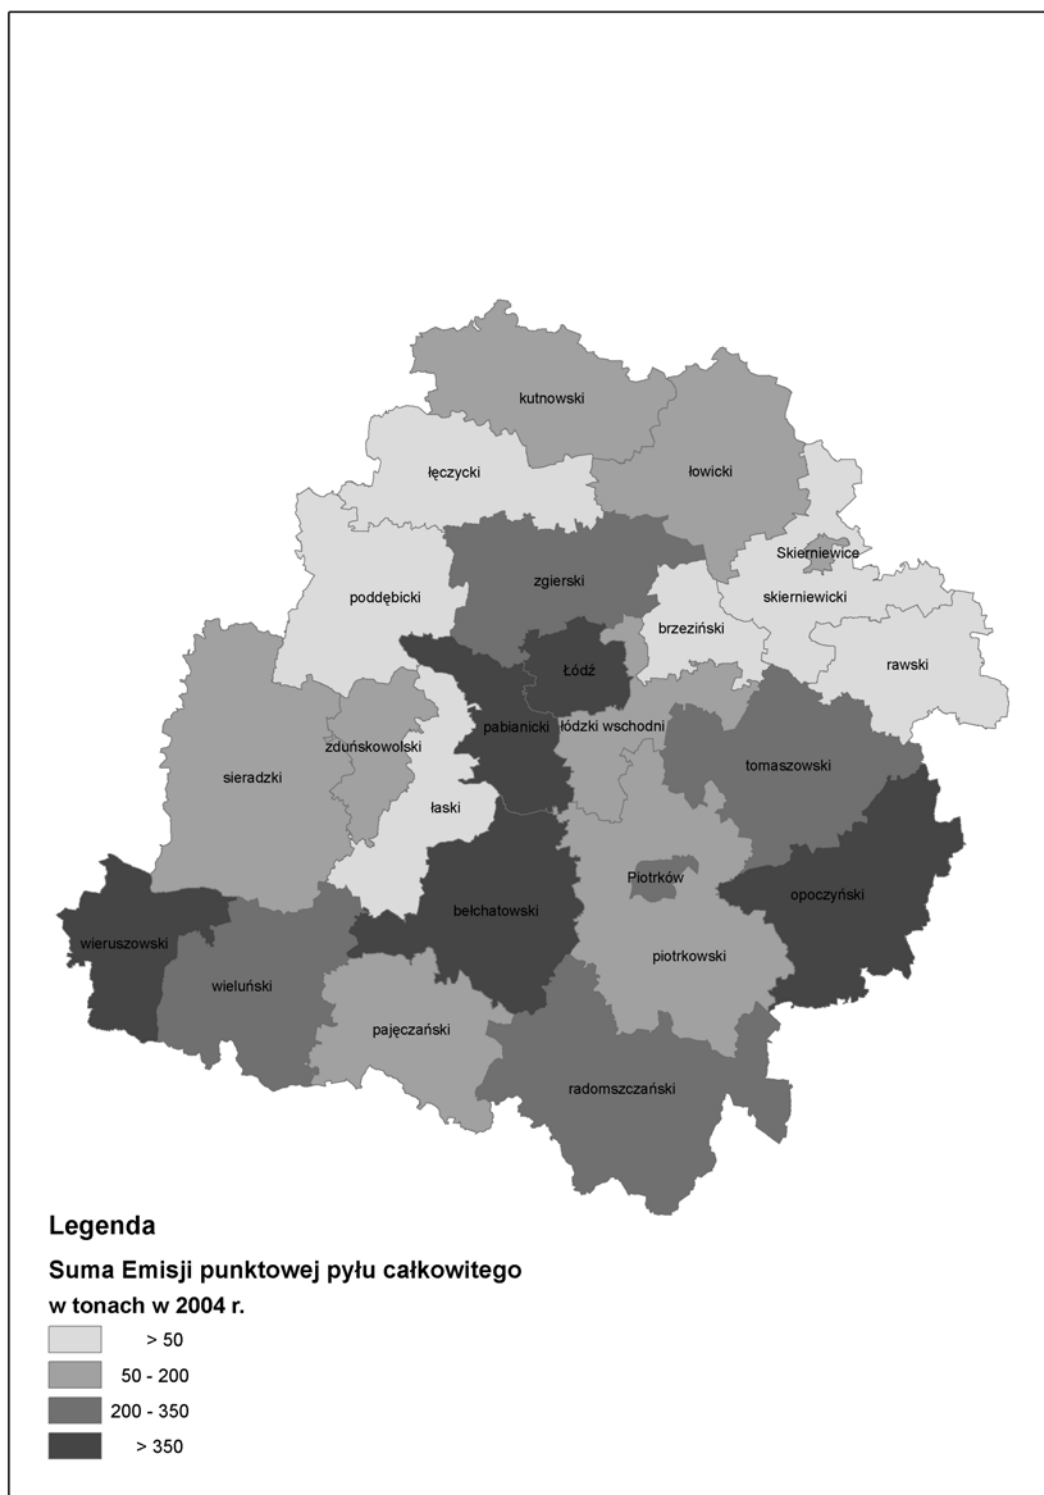 kutnowski
łęczycki
łowicki
Skierniewice
zgierski
poddębicki
skierniewicki
brzeziński
rawski
Łódź
pabianicki
łódzki wschodni
zduńskowolski
tomaszowski
sieradzki
łaski
Piotrków
opoczyński
bełchatowski
wieruszowski
piotrkowski
wieluński
pajęczański
radomszczański
Legenda
Suma Emisji punktowej pyłu całkowitego
w tonach w 2004 r.
> 50
50 - 200
200 - 350
> 350